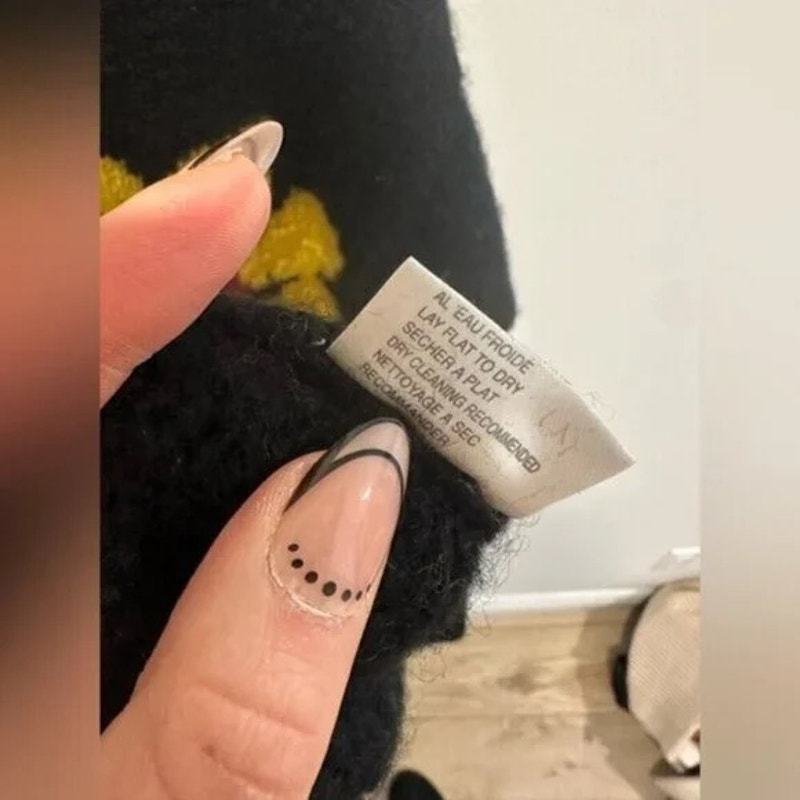 AL 'EAU FROIDE
LAY FLAT TO DRY
SECHER A PLAT
DRY CLEANING RECOMMENDED
NETTOYAGE A SEC
RECOMMANDER